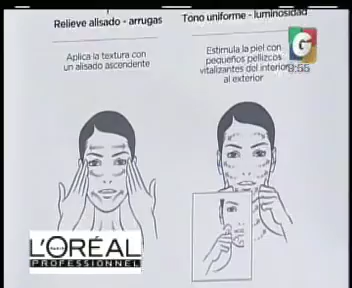 Relieve alisado - arrugas
Aplica la textura con
un alisado ascendente
Tono uniforme - luminosidad
Estimula la piel con
pequeños pellizcos
vitalizantes del interior
al exterior
G
8:55
L'ORÉAL
PARIS
PROFESSIONNEL